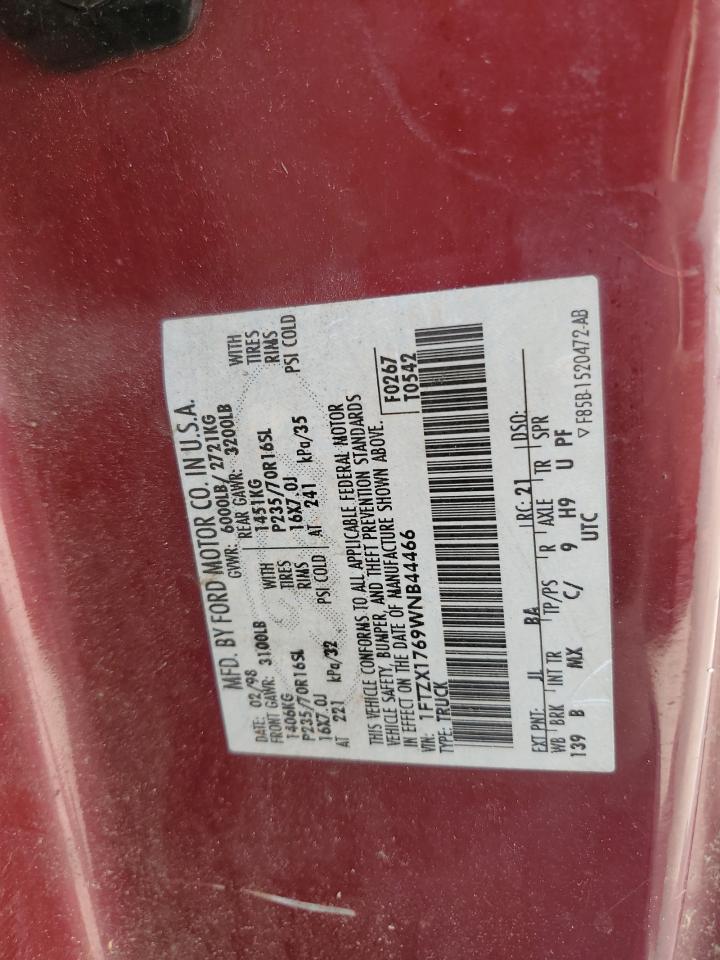 MFD. BY FORD MOTOR CO. IN U.S.A.
DATE: 02/98 GVWR: 6000LB/ 2721KG
FRONT GAWR: 3100LB REAR GAWR: 3200LB
1406KG WITH 1451KG WITH
P235/70R16SL TIRES P235/70R16SL TIRES
16X7.0J RIMS 16X7.0J RIMS
AT 221 kPa/32 PSI COLD AT 241 kPa/35 PSI COLD
THIS VEHICLE CONFORMS TO ALL APPLICABLE FEDERAL MOTOR
VEHICLE SAFETY, BUMPER, AND THEFT PREVENTION STANDARDS
IN EFFECT ON THE DATE OF MANUFACTURE SHOWN ABOVE.
VIN: 1FTZX1769WNB44466 F0267
TYPE: TRUCK T0542
EXT PNT: JL BA RC: 21 DSO:
WB BRK INT TR TP/PS R AXLE TR SPR
139 B MX C/ 9 H9 U PF
UTC
▽ F85B-1520472-AB